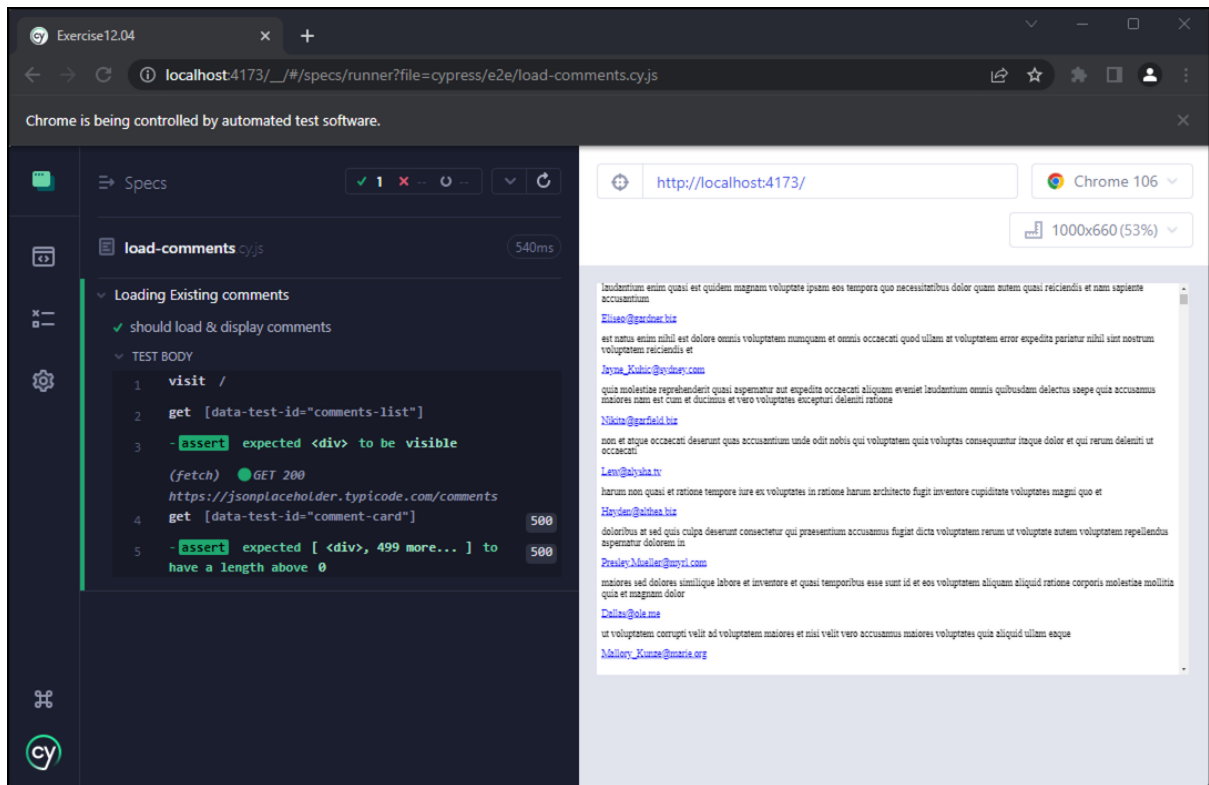 cy Exercise12.04
localhost:4173/__/#/specs/runner?file=cypress/e2e/load-comments.cy.js
Chrome is being controlled by automated test software.
Specs
1 -- --
load-comments.cy.js 540ms
Loading Existing comments
should load & display comments
TEST BODY
1 visit /
2 get [data-test-id="comments-list"]
3 -assert expected <div> to be visible
(fetch) GET 200
https://jsonplaceholder.typicode.com/comments
4 get [data-test-id="comment-card"] 500
5 -assert expected [ <div>, 499 more... ] to 500
have a length above 0
cy
http://localhost:4173/
Chrome 106
1000x660 (53%)
laudantium enim quasi est quidem magnam voluptate ipsam eos tempora quo necessitatibus dolor quam autem quasi reiciendis et nam sapiente
accusantium
Eliseo@gardner.biz
est natus enim nihil est dolore omnis voluptatem numquam et omnis occaecati quod ullam at voluptatem error expedita pariatur nihil sint nostrum
voluptatem reiciendis et
Jayne_Kuhic@sydney.com
quia molestiae reprehenderit quasi aspernatur aut expedita occaecati aliquam eveniet laudantium omnis quibusdam delectus saepe quia accusamus
maiores nam est cum et ducimus et vero voluptates excepturi deleniti ratione
Nikita@garfield.biz
non et atque occaecati deserunt quas accusantium unde odit nobis qui voluptatem quia voluptas consequuntur itaque dolor et qui rerum deleniti ut
occaecati
Lew@alysha.tv
harum non quasi et ratione tempore iure ex voluptates in ratione harum architecto fugit inventore cupiditate voluptates magni quo et
Hayden@althea.biz
doloribus at sed quis culpa deserunt consectetur qui praesentium accusamus fugiat dicta voluptatem rerum ut voluptate autem voluptatem repellendus
aspernatur dolorem in
Presley.Mueller@myrl.com
maiores sed dolores similique labore et inventore et quasi temporibus esse sunt id et eos voluptatem aliquam aliquid ratione corporis molestiae mollitia
quia et magnam dolor
Dallas@ole.me
ut voluptatem corrupti velit ad voluptatem maiores et nisi velit vero accusamus maiores voluptates quia aliquid ullam eaque
Mallory_Kunze@marie.org